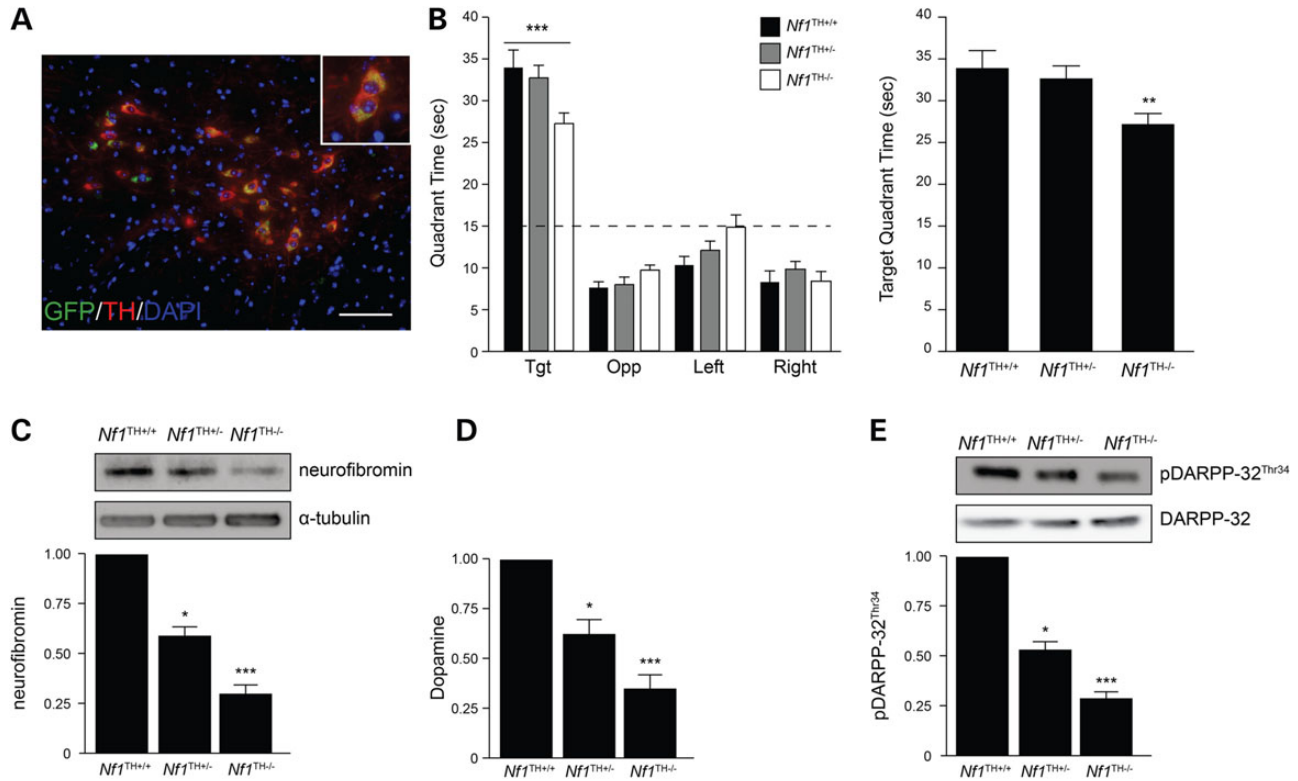 A
GFP/TH/DAPI
B
Quadrant Time (sec)
40
35
30
25
20
15
10
5
0
***
Nf1TH+/+
Nf1TH+/-
Nf1TH-/-
Tgt Opp Left Right
Target Quadrant Time (sec)
40
35
30
25
20
15
10
5
0
**
Nf1TH+/+ Nf1TH+/- Nf1TH-/-
C
Nf1TH+/+ Nf1TH+/- Nf1TH-/-
neurofibromin
α-tubulin
neurofibromin
1.00
0.75
0.50
0.25
0
*
***
Nf1TH+/+ Nf1TH+/- Nf1TH-/-
D
Dopamine
1.00
0.75
0.50
0.25
0
*
***
Nf1TH+/+ Nf1TH+/- Nf1TH-/-
E
Nf1TH+/+ Nf1TH+/- Nf1TH-/-
pDARPP-32Thr34
DARPP-32
pDARPP-32Thr34
1.00
0.75
0.50
0.25
0
*
***
Nf1TH+/+ Nf1TH+/- Nf1TH-/-